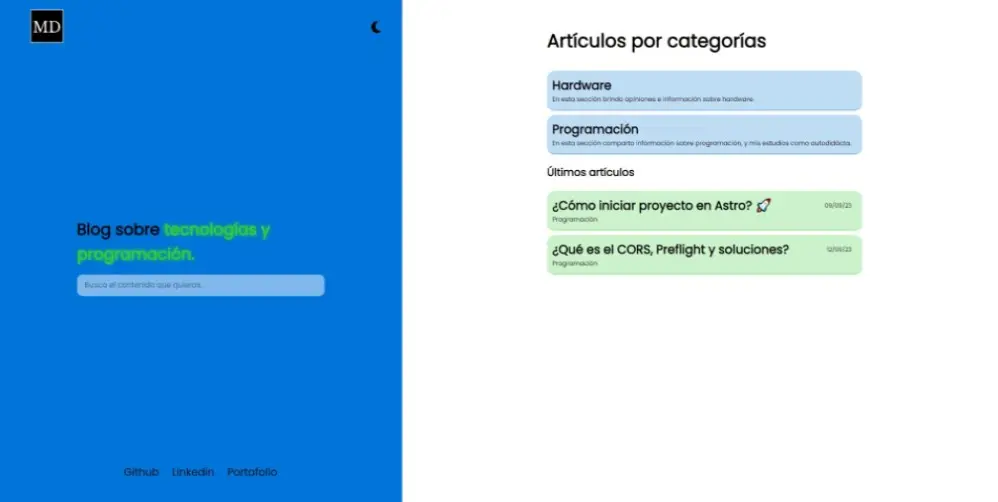 MD
Blog sobre tecnologías y
programación.
Busca el contenido que quieras.
Github Linkedin Portafolio
Artículos por categorías
Hardware
En esta sección brindo opiniones e información sobre hardware.
Programación
En esta sección comparto información sobre programación, y mis estudios como autodidácta.
Últimos artículos
¿Cómo iniciar proyecto en Astro? 🚀 09/05/23
Programación
¿Qué es el CORS, Preflight y soluciones? 12/05/23
Programación